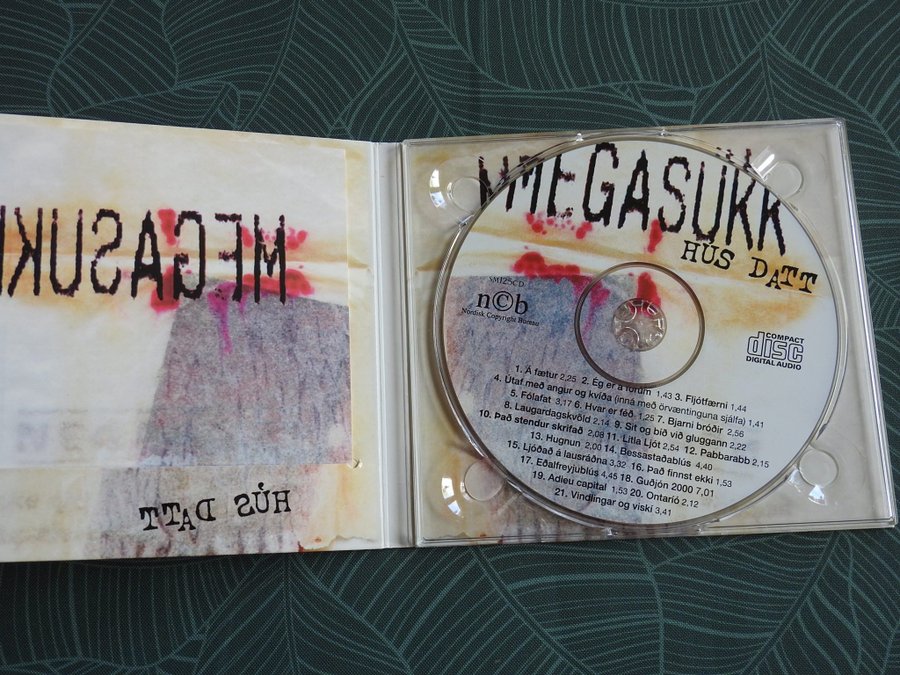 MEGASUK
HÚS DATT
MEGASÜKK
HÚS DATT
SM125CD
n©b
Nordisk Copyright Bureau
COMPACT
disc
DIGITAL AUDIO
1. Á fætur 2,25 2. Ég er á förum 1,43 3. Fljótfærni 1,44
4. Útaf með angur og kvíða (inná með örvæntinguna sjálfa) 1,41
5. Fólafat 3,17 6. Hvar er féð 1,25 7. Bjarni bróðir 2,56
8. Laugardagskvöld 2,14 9. Sit og bíð við gluggann 2,22
10. Það stendur skrifað 2,08 11. Litla Ljót 2,54 12. Pabbarabb 2,15
13. Hugnun 2,00 14. Bessastaðablús 4,40
15. Ljóðað á lausráðna 3,32 16. Það finnst ekki 1,53
17. Eðalfreyjublús 4,45 18. Guðjón 2000 7,01
19. Adieu capital 1,53 20. Ontaríó 2,12
21. Vindlingar og viskí 3,41